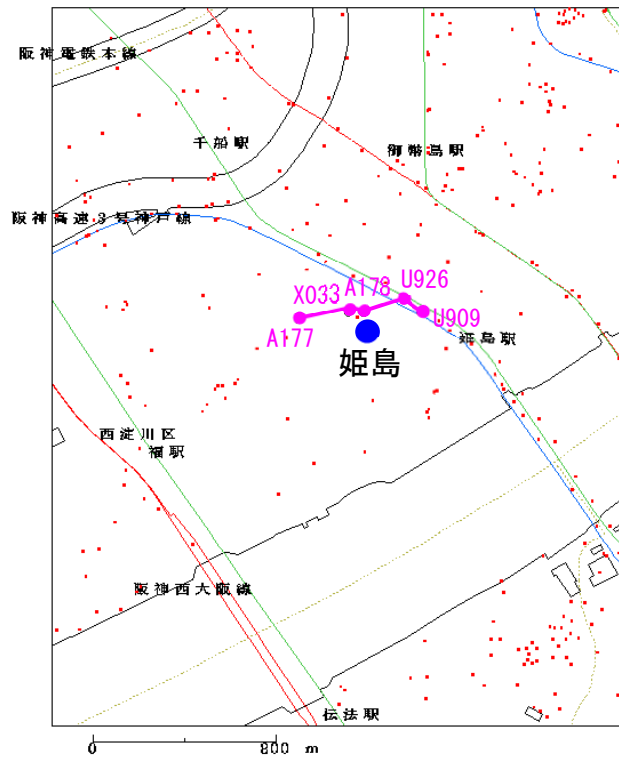 阪神電鉄本線
千船駅
御幣島駅
阪神高速3号神戸線
U926
A178
X033
U909
A177
姫島駅
姫島
西淀川区
福駅
阪神西大阪線
伝法駅
0 800 m